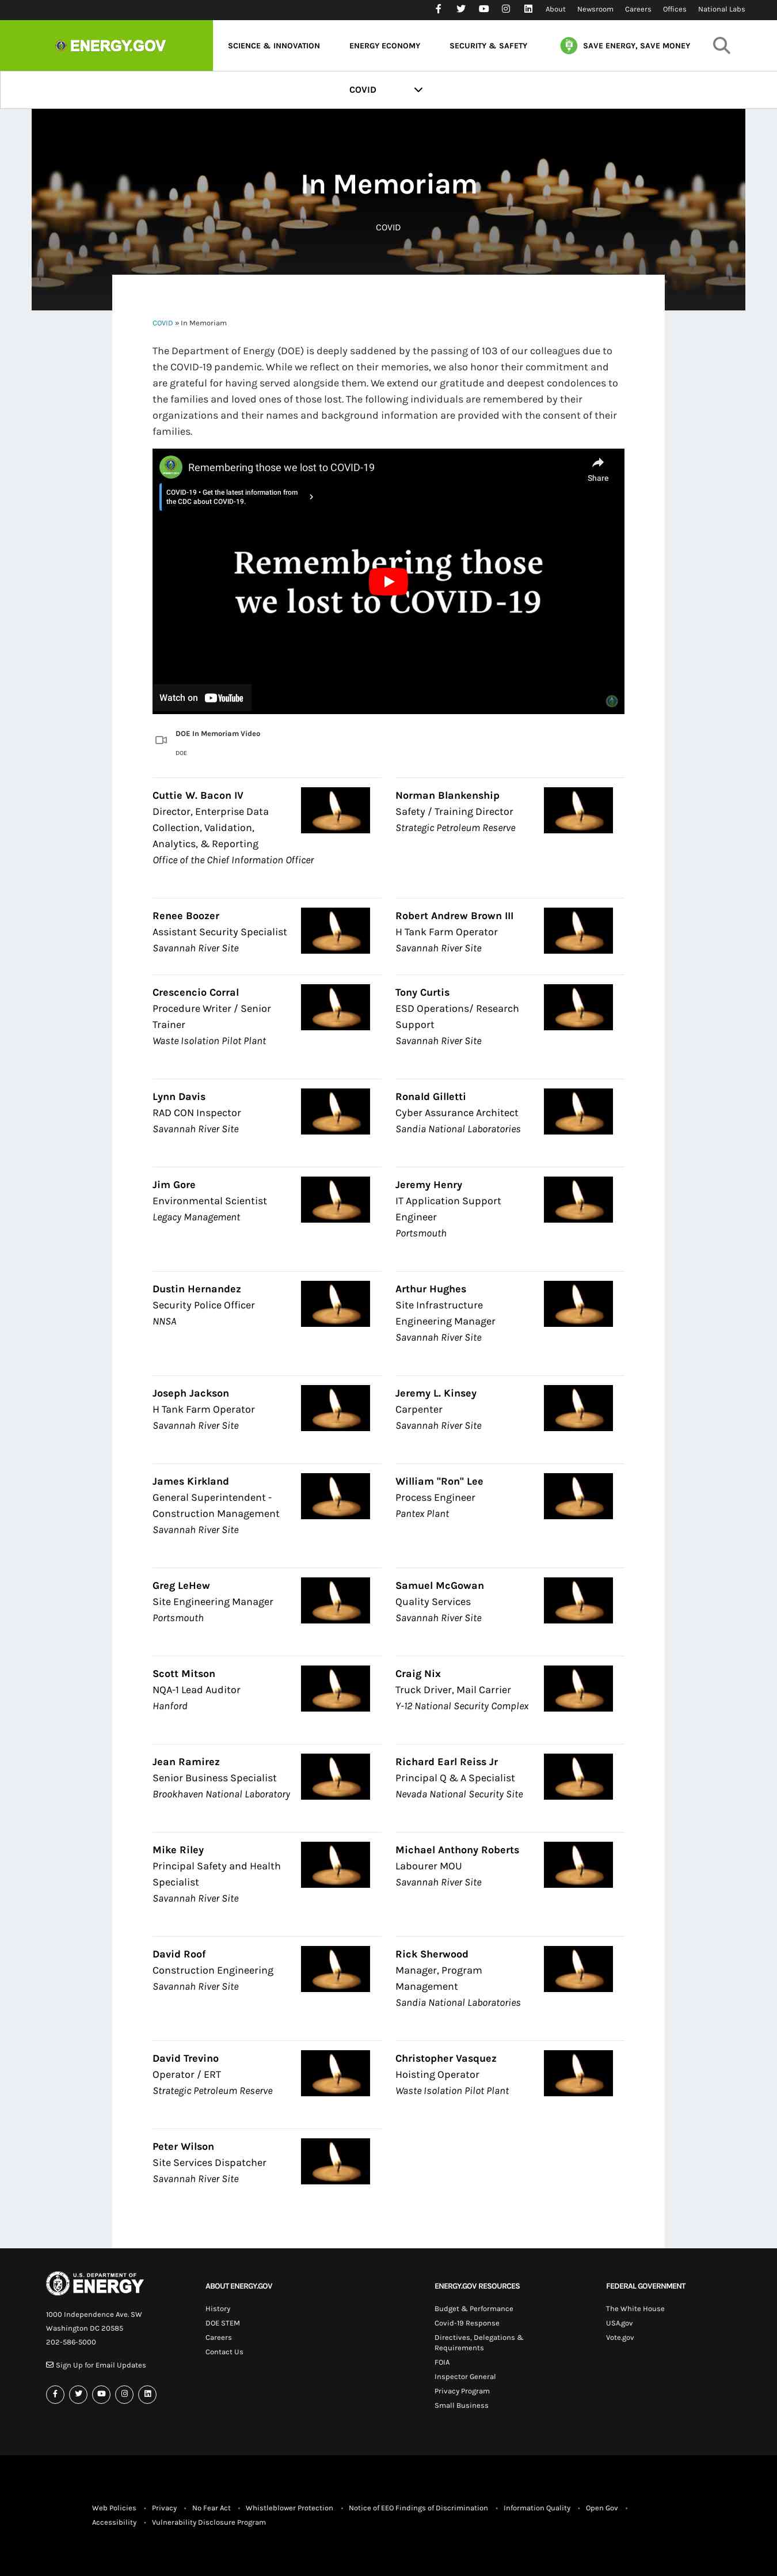 About Newsroom Careers Offices National Labs
ENERGY.GOV SCIENCE & INNOVATION ENERGY ECONOMY SECURITY & SAFETY SAVE ENERGY, SAVE MONEY
COVID
In Memoriam
COVID
COVID » In Memoriam
The Department of Energy (DOE) is deeply saddened by the passing of 103 of our colleagues due to
the COVID-19 pandemic. While we reflect on their memories, we also honor their commitment and
are grateful for having served alongside them. We extend our gratitude and deepest condolences to
the families and loved ones of those lost. The following individuals are remembered by their
organizations and their names and background information are provided with the consent of their
families.
Remembering those we lost to COVID-19
Share
COVID-19 • Get the latest information from
the CDC about COVID-19.
Remembering those
we lost to COVID-19
Watch on YouTube
DOE In Memoriam Video
DOE
Cuttie W. Bacon IV
Director, Enterprise Data
Collection, Validation,
Analytics, & Reporting
Office of the Chief Information Officer
Norman Blankenship
Safety / Training Director
Strategic Petroleum Reserve
Renee Boozer
Assistant Security Specialist
Savannah River Site
Robert Andrew Brown III
H Tank Farm Operator
Savannah River Site
Crescencio Corral
Procedure Writer / Senior
Trainer
Waste Isolation Pilot Plant
Tony Curtis
ESD Operations/ Research
Support
Savannah River Site
Lynn Davis
RAD CON Inspector
Savannah River Site
Ronald Gilletti
Cyber Assurance Architect
Sandia National Laboratories
Jim Gore
Environmental Scientist
Legacy Management
Jeremy Henry
IT Application Support
Engineer
Portsmouth
Dustin Hernandez
Security Police Officer
NNSA
Arthur Hughes
Site Infrastructure
Engineering Manager
Savannah River Site
Joseph Jackson
H Tank Farm Operator
Savannah River Site
Jeremy L. Kinsey
Carpenter
Savannah River Site
James Kirkland
General Superintendent -
Construction Management
Savannah River Site
William "Ron" Lee
Process Engineer
Pantex Plant
Greg LeHew
Site Engineering Manager
Portsmouth
Samuel McGowan
Quality Services
Savannah River Site
Scott Mitson
NQA-1 Lead Auditor
Hanford
Craig Nix
Truck Driver, Mail Carrier
Y-12 National Security Complex
Jean Ramirez
Senior Business Specialist
Brookhaven National Laboratory
Richard Earl Reiss Jr
Principal Q & A Specialist
Nevada National Security Site
Mike Riley
Principal Safety and Health
Specialist
Savannah River Site
Michael Anthony Roberts
Labourer MOU
Savannah River Site
David Roof
Construction Engineering
Savannah River Site
Rick Sherwood
Manager, Program
Management
Sandia National Laboratories
David Trevino
Operator / ERT
Strategic Petroleum Reserve
Christopher Vasquez
Hoisting Operator
Waste Isolation Pilot Plant
Peter Wilson
Site Services Dispatcher
Savannah River Site
U.S. DEPARTMENT OF
ENERGY
1000 Independence Ave. SW
Washington DC 20585
202-586-5000
Sign Up for Email Updates
ABOUT ENERGY.GOV
History
DOE STEM
Careers
Contact Us
ENERGY.GOV RESOURCES
Budget & Performance
Covid-19 Response
Directives, Delegations &
Requirements
FOIA
Inspector General
Privacy Program
Small Business
FEDERAL GOVERNMENT
The White House
USA.gov
Vote.gov
Web Policies • Privacy • No Fear Act • Whistleblower Protection • Notice of EEO Findings of Discrimination • Information Quality • Open Gov •
Accessibility • Vulnerability Disclosure Program